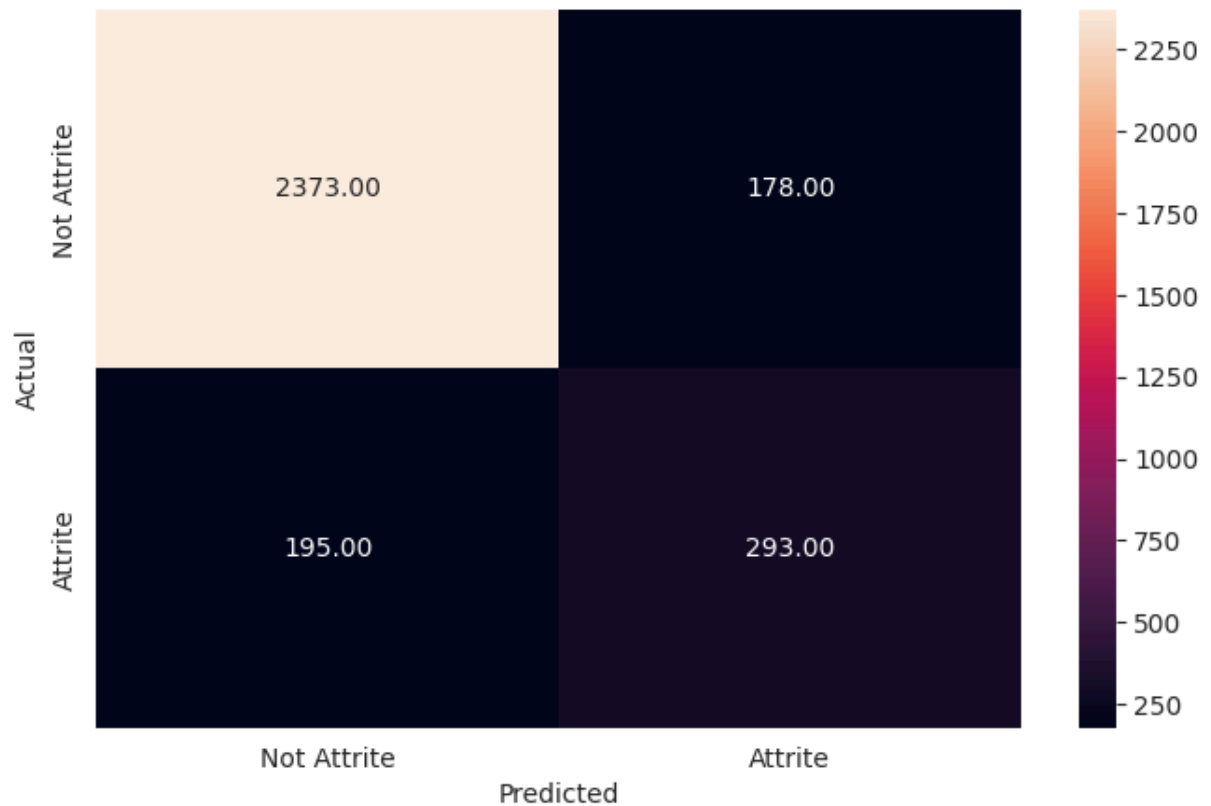 2250
2000
1750
1500
1250
1000
750
500
250
Actual
Not Attrite
Attrite
2373.00 178.00
195.00 293.00
Not Attrite Attrite
Predicted